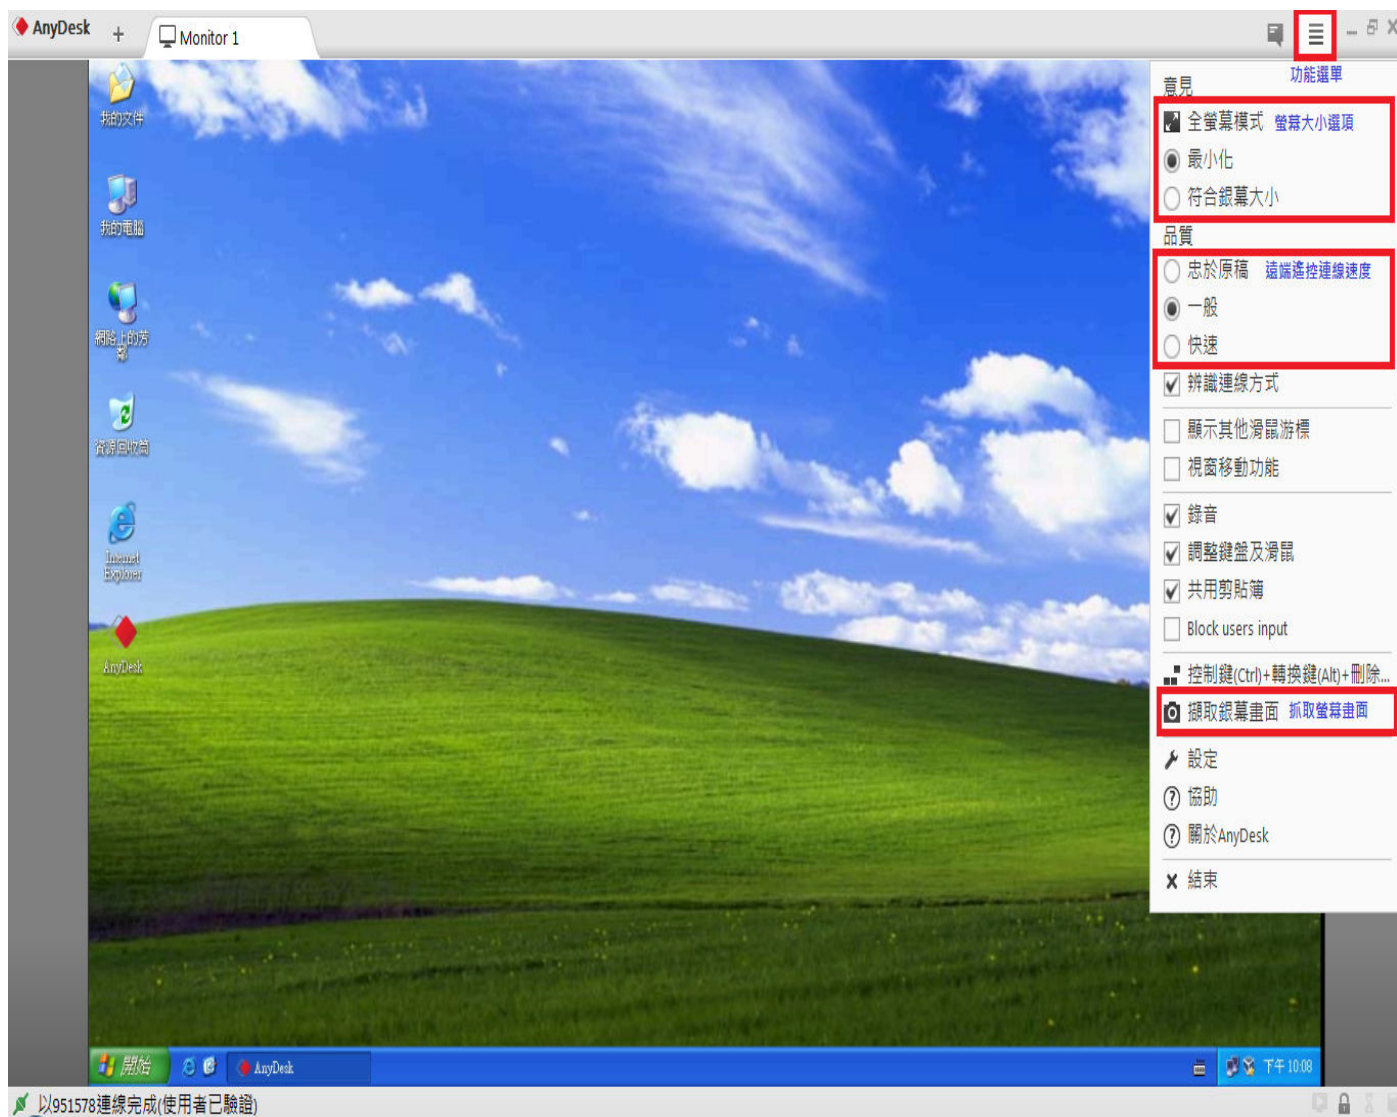 AnyDesk
+
Monitor 1
功能選單
意見
全螢幕模式 螢幕大小選項
最小化
符合銀幕大小
品質
忠於原稿 遠端遙控連線速度
一般
快速
辨識連線方式
顯示其他滑鼠游標
視窗移動功能
錄音
調整鍵盤及滑鼠
共用剪貼簿
Block users input
控制鍵(Ctrl)+轉換鍵(Alt)+刪除...
擷取銀幕畫面 抓取螢幕畫面
設定
協助
關於AnyDesk
結束
我的文件
我的電腦
網路上的芳
鄰
資源回收筒
Internet
Explorer
AnyDesk
開始
AnyDesk
下午 10:08
以951578連線完成(使用者已驗證)